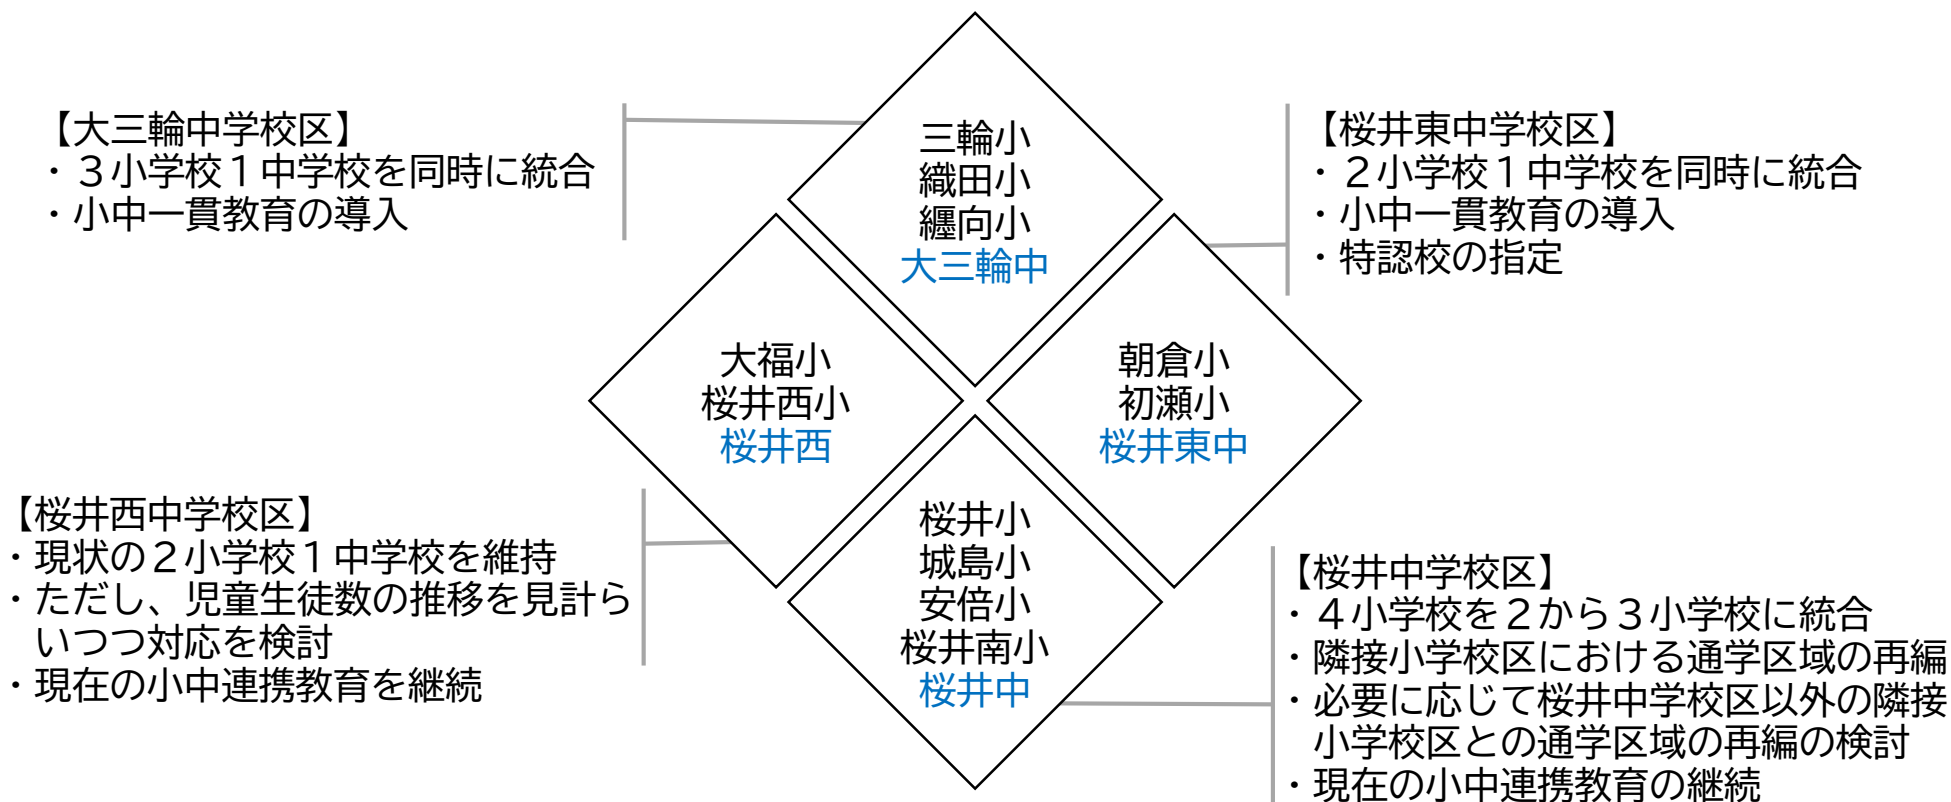 【大三輪中学校区】
・３小学校１中学校を同時に統合
・小中一貫教育の導入
三輪小
織田小
纒向小
大三輪中
【桜井東中学校区】
・２小学校１中学校を同時に統合
・小中一貫教育の導入
・特認校の指定
大福小
桜井西小
桜井西
朝倉小
初瀬小
桜井東中
【桜井西中学校区】
・現状の２小学校１中学校を維持
・ただし、児童生徒数の推移を見計ら
いつつ対応を検討
・現在の小中連携教育を継続
桜井小
城島小
安倍小
桜井南小
桜井中
【桜井中学校区】
・４小学校を２から３小学校に統合
・隣接小学校区における通学区域の再編
・必要に応じて桜井中学校区以外の隣接
小学校区との通学区域の再編の検討
・現在の小中連携教育の継続